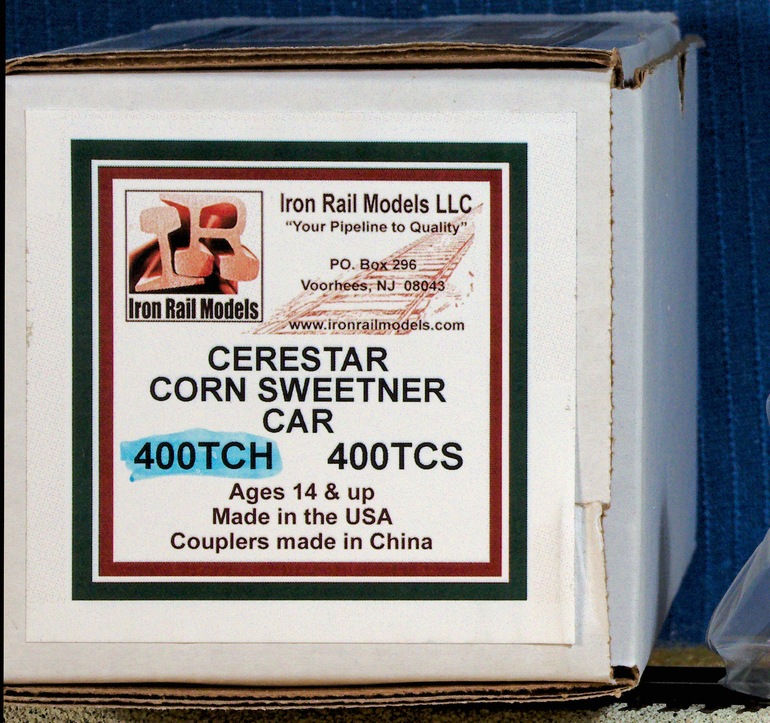 IR
Iron Rail Models
Iron Rail Models LLC
“Your Pipeline to Quality”
PO. Box 296
Voorhees, NJ 08043
www.ironrailmodels.com
CERESTAR
CORN SWEETNER
CAR
400TCH 400TCS
Ages 14 & up
Made in the USA
Couplers made in China